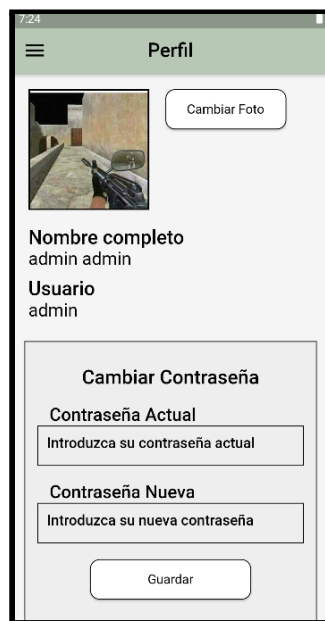 7:24
Perfil
Cambiar Foto
Nombre completo
admin admin
Usuario
admin
Cambiar Contraseña
Contraseña Actual
Introduzca su contraseña actual
Contraseña Nueva
Introduzca su nueva contraseña
Guardar